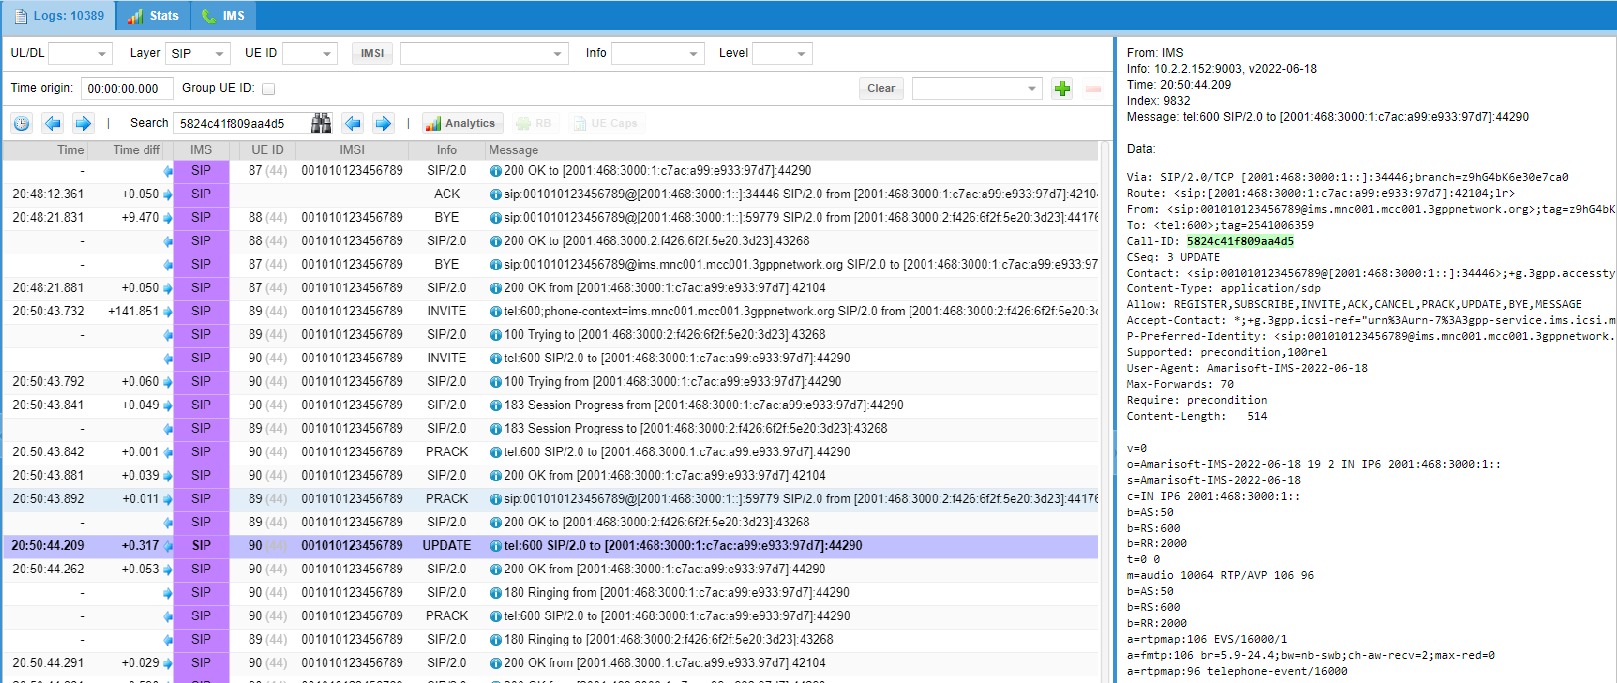 Logs: 10389 Stats IMS
UL/DL Layer SIP UE ID IMSI Info Level
Time origin: 00:00:00.000 Group UE ID: Clear
Search 5824c41f809aa4d5 Analytics RB UE Caps
Time Time diff IMS UE ID IMSI Info Message
- SIP 87 (44) 001010123456789 SIP/2.0 200 OK to [2001:468:3000:1:c7ac:a99:e933:97d7]:44290
20:48:12.361 +0.050 SIP ACK sip:001010123456789@[2001:468:3000:1::]:34446 SIP/2.0 from [2001:468:3000:1:c7ac:a99:e933:97d7]:42104
20:48:21.831 +9.470 SIP 88 (44) 001010123456789 BYE sip:001010123456789@[2001:468:3000:1::]:59779 SIP/2.0 from [2001:468:3000:2:f426:6f2f:5e20:3d23]:44176
- SIP 88 (44) 001010123456789 SIP/2.0 200 OK to [2001:468:3000:2:f426:6f2f:5e20:3d23]:43268
- SIP 87 (44) 001010123456789 BYE sip:001010123456789@ims.mnc001.mcc001.3gppnetwork.org SIP/2.0 to [2001:468:3000:1:c7ac:a99:e933:97
20:48:21.881 +0.050 SIP 87 (44) 001010123456789 SIP/2.0 200 OK from [2001:468:3000:1:c7ac:a99:e933:97d7]:42104
20:50:43.732 +141.851 SIP 89 (44) 001010123456789 INVITE tel:600;phone-context=ims.mnc001.mcc001.3gppnetwork.org SIP/2.0 from [2001:468:3000:2:f426:6f2f:5e20:3d
- SIP 89 (44) 001010123456789 SIP/2.0 100 Trying to [2001:468:3000:2:f426:6f2f:5e20:3d23]:43268
SIP 90 (44) 001010123456789 INVITE tel:600 SIP/2.0 to [2001:468:3000:1:c7ac:a99:e933:97d7]:44290
20:50:43.792 +0.060 SIP 90 (44) 001010123456789 SIP/2.0 100 Trying from [2001:468:3000:1:c7ac:a99:e933:97d7]:44290
20:50:43.841 +0.049 SIP 90 (44) 001010123456789 SIP/2.0 183 Session Progress from [2001:468:3000:1:c7ac:a99:e933:97d7]:44290
- SIP 89 (44) 001010123456789 SIP/2.0 183 Session Progress to [2001:468:3000:2:f426:6f2f:5e20:3d23]:43268
20:50:43.842 +0.001 SIP 90 (44) 001010123456789 PRACK tel:600 SIP/2.0 to [2001:468:3000:1:c7ac:a99:e933:97d7]:44290
20:50:43.881 +0.039 SIP 90 (44) 001010123456789 SIP/2.0 200 OK from [2001:468:3000:1:c7ac:a99:e933:97d7]:42104
20:50:43.892 +0.011 SIP 89 (44) 001010123456789 PRACK sip:001010123456789@[2001:468:3000:1::]:59779 SIP/2.0 from [2001:468:3000:2:f426:6f2f:5e20:3d23]:44176
- SIP 89 (44) 001010123456789 SIP/2.0 200 OK to [2001:468:3000:2:f426:6f2f:5e20:3d23]:43268
20:50:44.209 +0.317 SIP 90 (44) 001010123456789 UPDATE tel:600 SIP/2.0 to [2001:468:3000:1:c7ac:a99:e933:97d7]:44290
20:50:44.262 +0.053 SIP 90 (44) 001010123456789 SIP/2.0 200 OK from [2001:468:3000:1:c7ac:a99:e933:97d7]:44290
- SIP 90 (44) 001010123456789 SIP/2.0 180 Ringing from [2001:468:3000:1:c7ac:a99:e933:97d7]:44290
- SIP 90 (44) 001010123456789 PRACK tel:600 SIP/2.0 to [2001:468:3000:1:c7ac:a99:e933:97d7]:44290
- SIP 89 (44) 001010123456789 SIP/2.0 180 Ringing to [2001:468:3000:2:f426:6f2f:5e20:3d23]:43268
20:50:44.291 +0.029 SIP 90 (44) 001010123456789 SIP/2.0 200 OK from [2001:468:3000:1:c7ac:a99:e933:97d7]:42104
From: IMS
Info: 10.2.2.152:9003, v2022-06-18
Time: 20:50:44.209
Index: 9832
Message: tel:600 SIP/2.0 to [2001:468:3000:1:c7ac:a99:e933:97d7]:44290
Data:
Via: SIP/2.0/TCP [2001:468:3000:1::]:34446;branch=z9hG4bK6e30e7ca0
Route: <sip:[2001:468:3000:1:c7ac:a99:e933:97d7]:42104;lr>
From: <sip:001010123456789@ims.mnc001.mcc001.3gppnetwork.org>;tag=z9hG4bK
To: <tel:600>;tag=2541006359
Call-ID: 5824c41f809aa4d5
CSeq: 3 UPDATE
Contact: <sip:001010123456789@[2001:468:3000:1::]:34446>;+g.3gpp.accessty
Content-Type: application/sdp
Allow: REGISTER,SUBSCRIBE,INVITE,ACK,CANCEL,PRACK,UPDATE,BYE,MESSAGE
Accept-Contact: *;+g.3gpp.icsi-ref="urn%3Aurn-7%3A3gpp-service.ims.icsi.m
P-Preferred-Identity: <sip:001010123456789@ims.mnc001.mcc001.3gppnetwork.
Supported: precondition,100rel
User-Agent: Amarisoft-IMS-2022-06-18
Max-Forwards: 70
Require: precondition
Content-Length: 514
v=0
o=Amarisoft-IMS-2022-06-18 19 2 IN IP6 2001:468:3000:1::
s=Amarisoft-IMS-2022-06-18
c=IN IP6 2001:468:3000:1::
b=AS:50
b=RS:600
b=RR:2000
t=0 0
m=audio 10064 RTP/AVP 106 96
b=AS:50
b=RS:600
b=RR:2000
a=rtpmap:106 EVS/16000/1
a=fmtp:106 br=5.9-24.4;bw=nb-swb;ch-aw-recv=2;max-red=0
a=rtpmap:96 telephone-event/16000